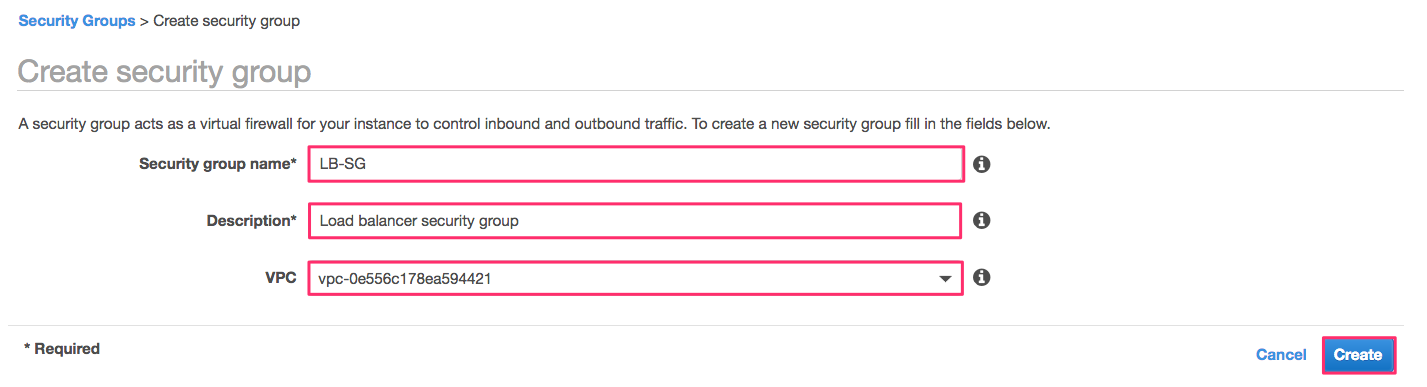 Security Groups > Create security group
Create security group
A security group acts as a virtual firewall for your instance to control inbound and outbound traffic. To create a new security group fill in the fields below.
Security group name* LB-SG
Description* Load balancer security group
VPC vpc-0e556c178ea594421
* Required
Cancel Create